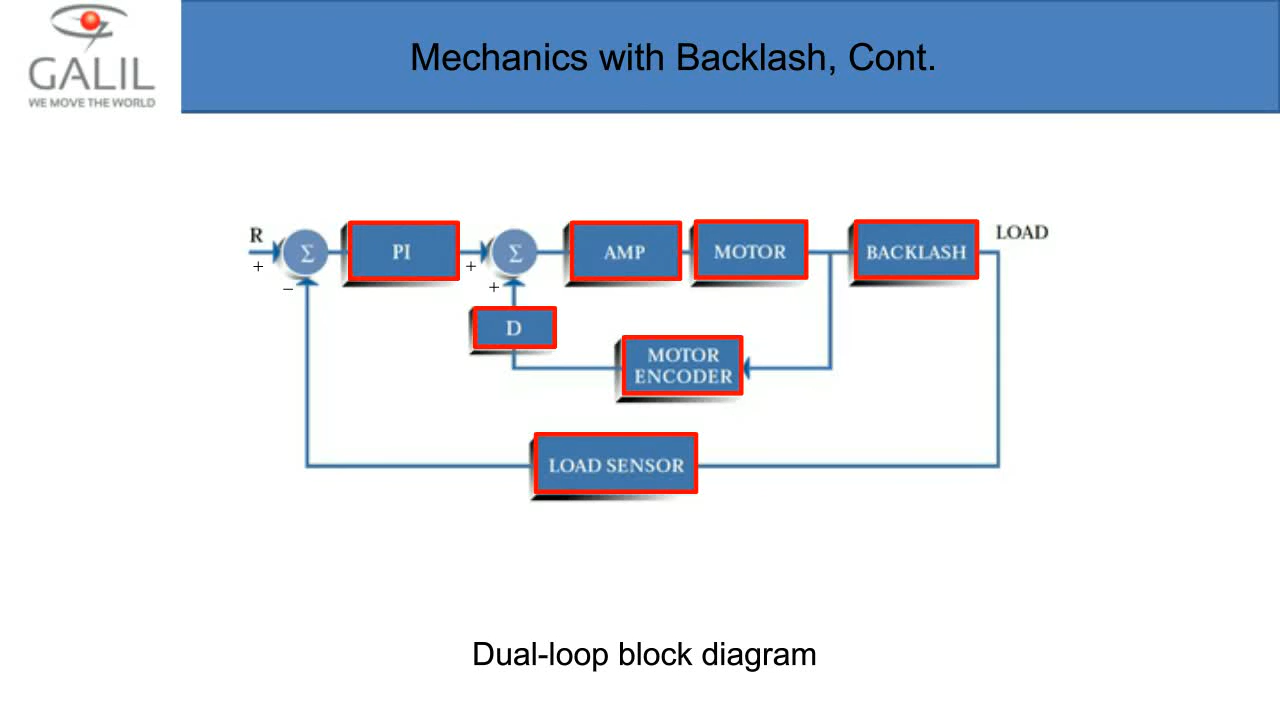 GALIL
WE MOVE THE WORLD
Mechanics with Backlash, Cont.
R
+
−
Σ
PI
+
+
Σ
AMP
MOTOR
BACKLASH
LOAD
D
MOTOR
ENCODER
LOAD SENSOR
Dual-loop block diagram